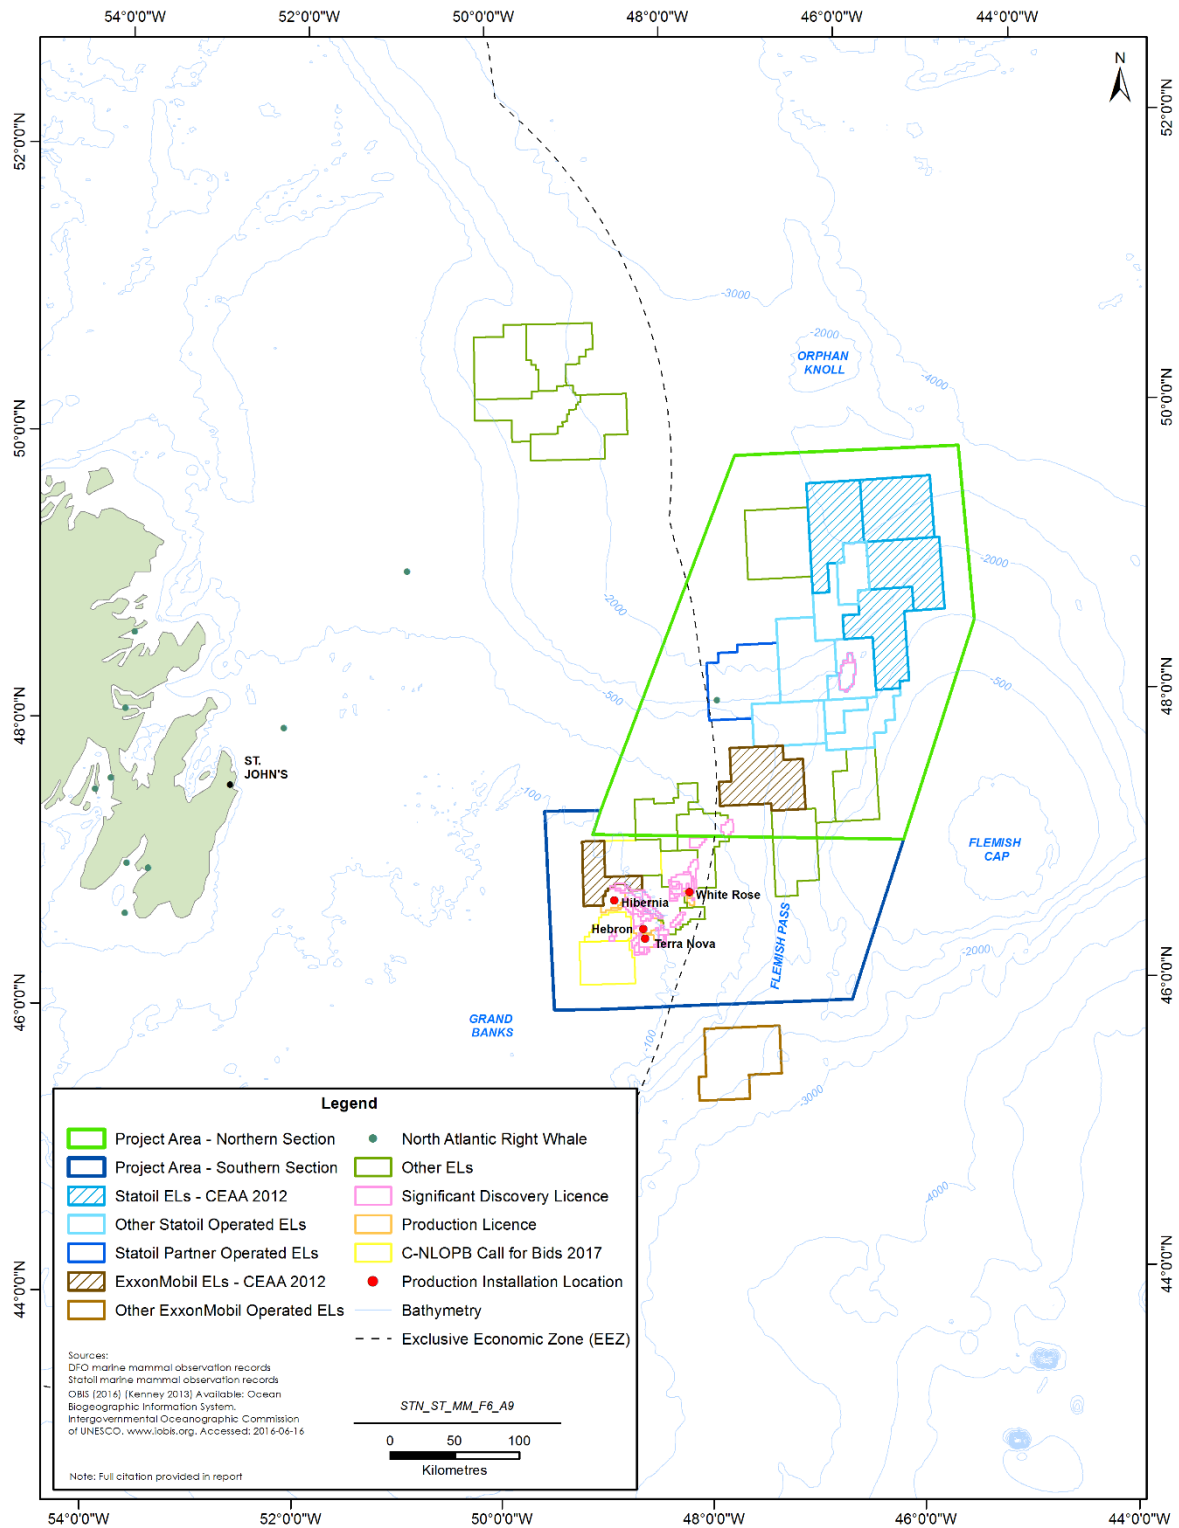 54°0'0"W 52°0'0"W 50°0'0"W 48°0'0"W 46°0'0"W 44°0'0"W
N
52°0'0"N
52°0'0"N
-3000
-2000
ORPHAN
KNOLL
-4000
50°0'0"N
50°0'0"N
-2000
-2000
-500
-500
48°0'0"N
48°0'0"N
ST.
JOHN'S
-100
FLEMISH
CAP
White Rose
Hibernia
Hebron
Terra Nova
FLEMISH PASS
-2000
46°0'0"N
46°0'0"N
GRAND
BANKS
-100
-3000
-4000
44°0'0"N
44°0'0"N
Legend
Project Area - Northern Section
Project Area - Southern Section
Statoil ELs - CEAA 2012
Other Statoil Operated ELs
Statoil Partner Operated ELs
ExxonMobil ELs - CEAA 2012
Other ExxonMobil Operated ELs
North Atlantic Right Whale
Other ELs
Significant Discovery Licence
Production Licence
C-NLOPB Call for Bids 2017
Production Installation Location
Bathymetry
Exclusive Economic Zone (EEZ)
Sources:
DFO marine mammal observation records
Statoil marine mammal observation records
OBIS (2016) (Kenney 2013) Available: Ocean
Biogeographic Information System.
Intergovernmental Oceanographic Commission
of UNESCO. www.iobis.org. Accessed: 2016-06-16
Note: Full citation provided in report
STN_ST_MM_F6_A9
0 50 100
Kilometres
54°0'0"W 52°0'0"W 50°0'0"W 48°0'0"W 46°0'0"W 44°0'0"W